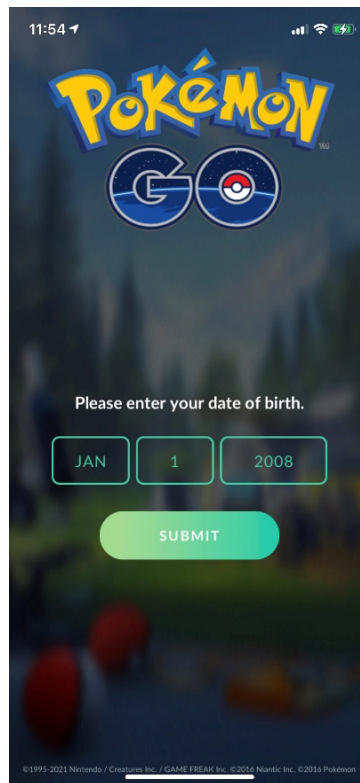 11:54
POKéMON
TM
GO
Please enter your date of birth.
JAN 1 2008
SUBMIT
©1995-2021 Nintendo / Creatures Inc. / GAME FREAK Inc. ©2016 Niantic Inc. ©2016 Pokémon